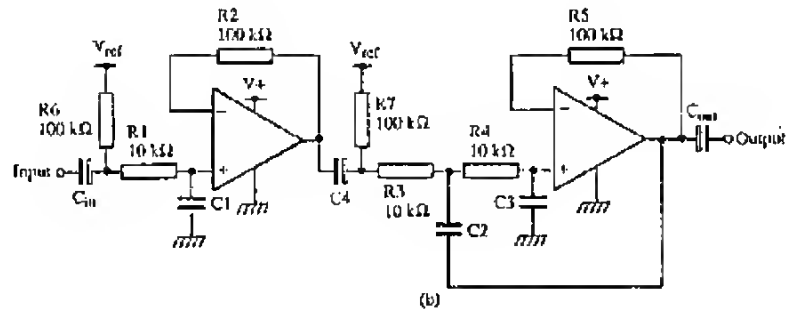 R2
100 kΩ
R5
100 kΩ
Vref
Vref
V+
V+
R6
100 kΩ
R1
10 kΩ
R7
100 kΩ
R4
10 kΩ
Cout
Input
Output
Cin
C1
C4
R3
10 kΩ
C2
C3
−
+
−
+
(b)